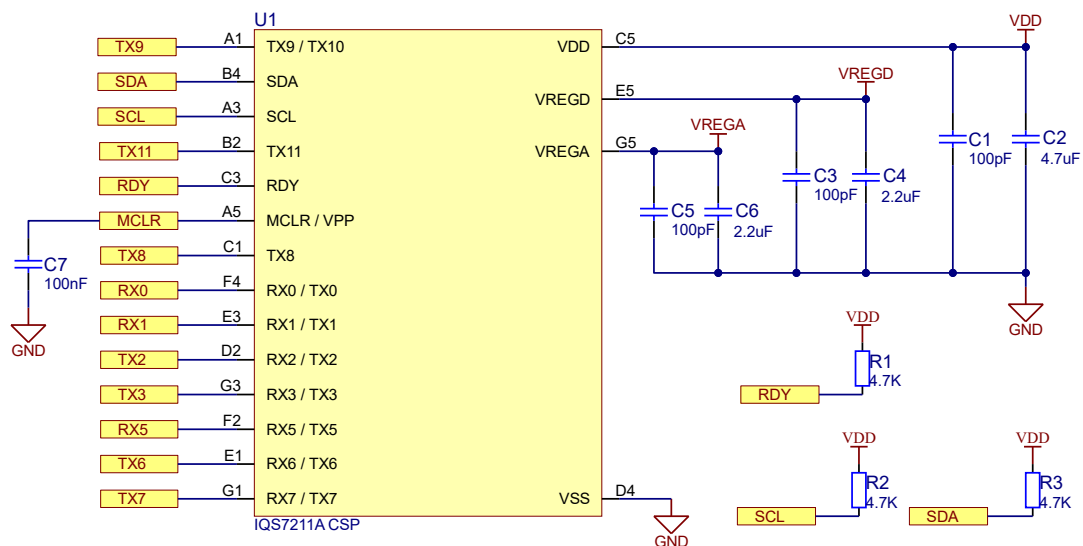 U1
TX9 A1 TX9 / TX10
SDA B4 SDA
SCL A3 SCL
TX11 B2 TX11
RDY C3 RDY
MCLR A5 MCLR / VPP
TX8 C1 TX8
RX0 F4 RX0 / TX0
RX1 E3 RX1 / TX1
TX2 D2 RX2 / TX2
TX3 G3 RX3 / TX3
RX5 F2 RX5 / TX5
TX6 E1 RX6 / TX6
TX7 G1 RX7 / TX7
IQS7211A CSP
C7
100nF
GND
VDD C5
VREGD E5
VREGA G5
VSS D4
GND
VDD
VREGD
VREGA
C1
100pF
C2
4.7uF
C3
100pF
C4
2.2uF
C5
100pF
C6
2.2uF
GND
VDD
R1
4.7K
RDY
VDD
R2
4.7K
SCL
VDD
R3
4.7K
SDA